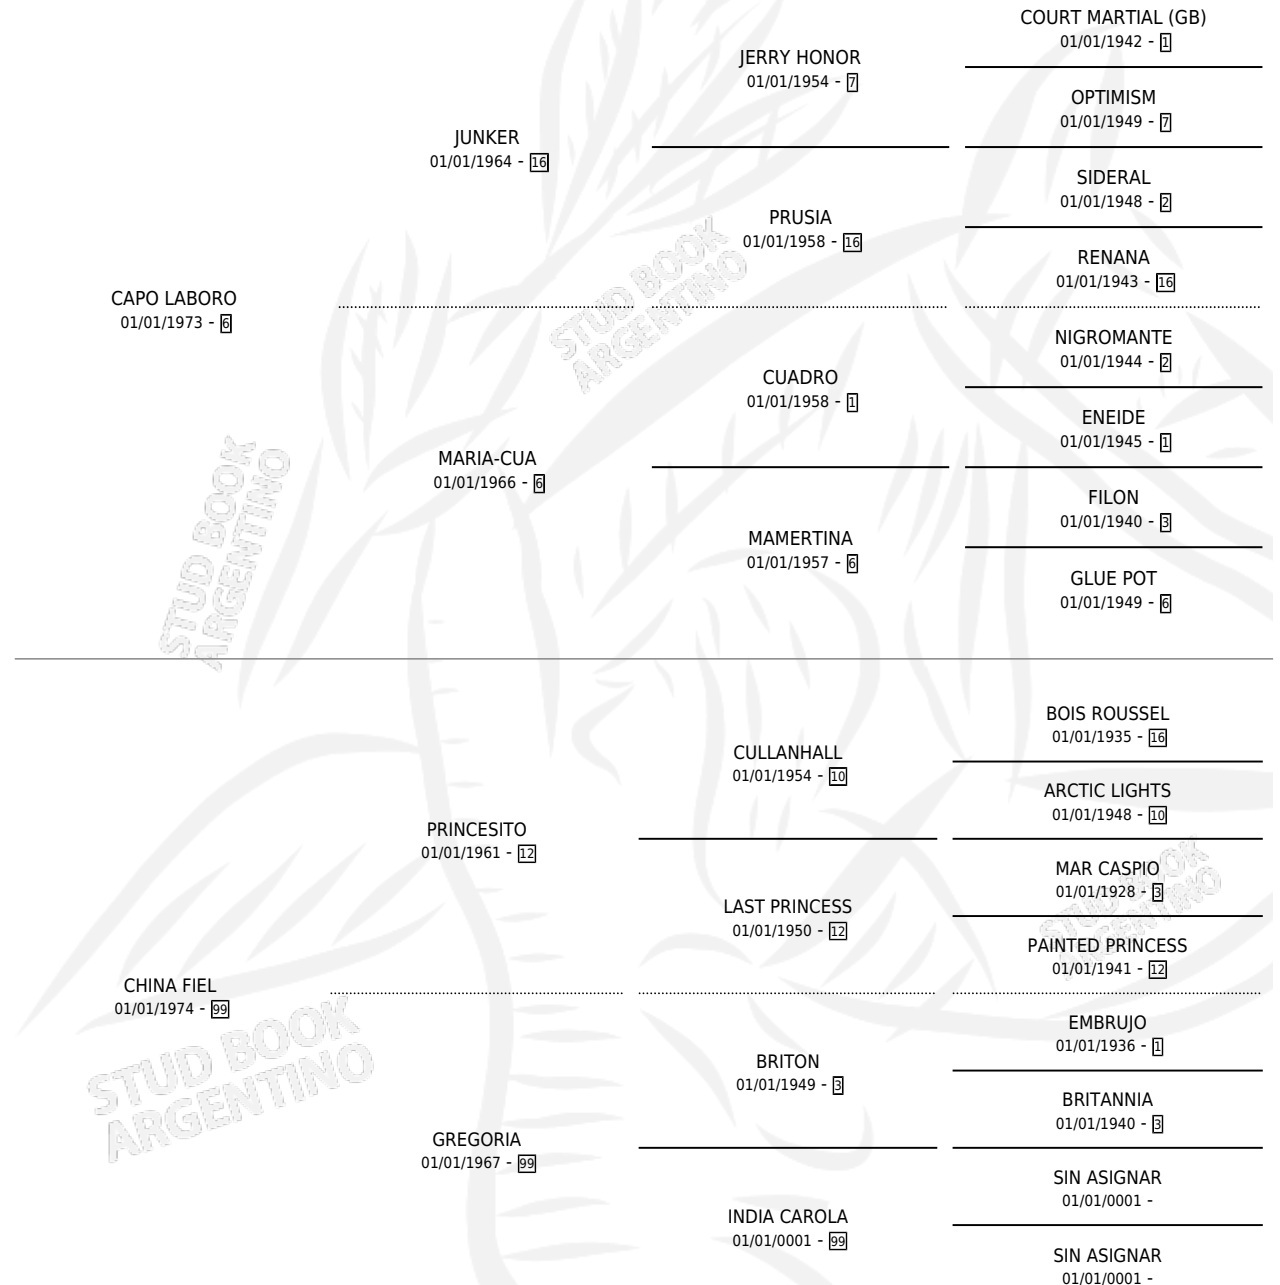 COURT MARTIAL (GB)
01/01/1942 - 1
JERRY HONOR
01/01/1954 - 7
OPTIMISM
01/01/1949 - 7
JUNKER
01/01/1964 - 16
SIDERAL
01/01/1948 - 2
PRUSIA
01/01/1958 - 16
RENANA
01/01/1943 - 16
CAPO LABORO
01/01/1973 - 6
STUD BOOK
ARGENTINO
NIGROMANTE
01/01/1944 - 2
CUADRO
01/01/1958 - 1
ENEIDE
01/01/1945 - 1
MARIA-CUA
01/01/1966 - 6
FILON
01/01/1940 - 3
MAMERTINA
01/01/1957 - 6
GLUE POT
01/01/1949 - 6
STUD BOOK
ARGENTINO
BOIS ROUSSEL
01/01/1935 - 16
CULLANHALL
01/01/1954 - 10
ARCTIC LIGHTS
01/01/1948 - 10
PRINCESITO
01/01/1961 - 12
MAR CASPIO
01/01/1928 - 3
LAST PRINCESS
01/01/1950 - 12
PAINTED PRINCESS
01/01/1941 - 12
STUD BOOK
ARGENTINO
CHINA FIEL
01/01/1974 - 99
EMBRUJO
01/01/1936 - 1
BRITON
01/01/1949 - 3
BRITANNIA
01/01/1940 - 3
GREGORIA
01/01/1967 - 99
SIN ASIGNAR
01/01/0001 -
INDIA CAROLA
01/01/0001 - 99
SIN ASIGNAR
01/01/0001 -
STUD BOOK
ARGENTINO